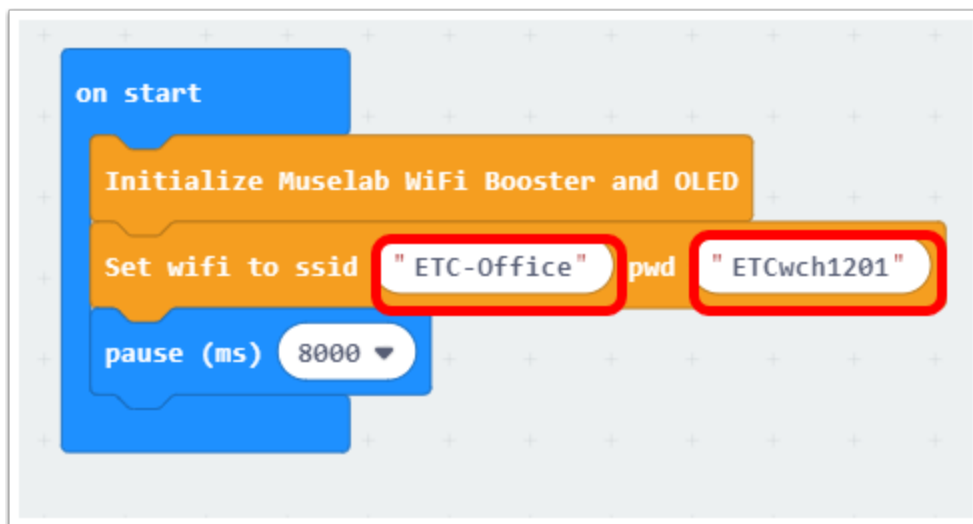 on start
Initialize Muselab WiFi Booster and OLED
Set wifi to ssid "ETC-Office" pwd "ETCwch1201"
pause (ms) 8000